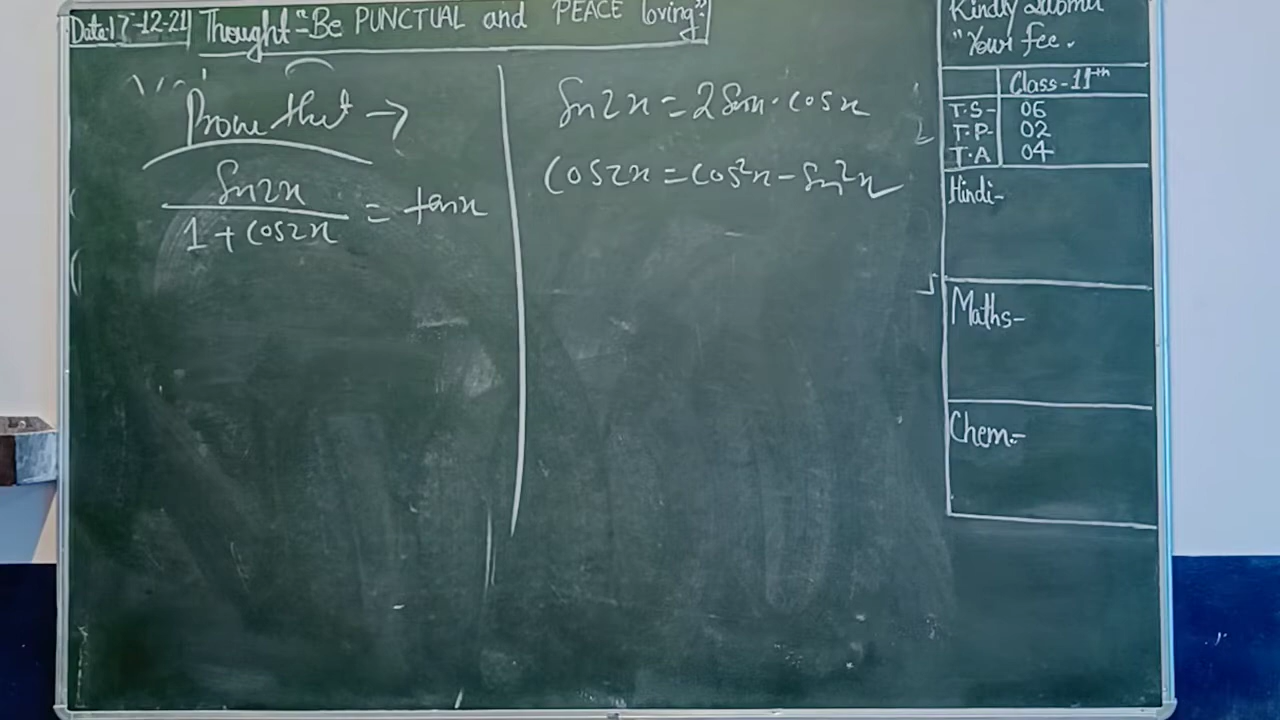 Date:17-12-21
Thought-"Be PUNCTUAL and PEACE loving".
Prove that →
Sin2x
1 + cos2x
= tanx
Sin2x = 2Sinx·cosx
Cos2x = cos²x - Sin²x
Kindly Submit
"Your fee.
Class-11th
T.S- 06
T.P- 02
T.A 04
Hindi-
Maths-
Chem:-